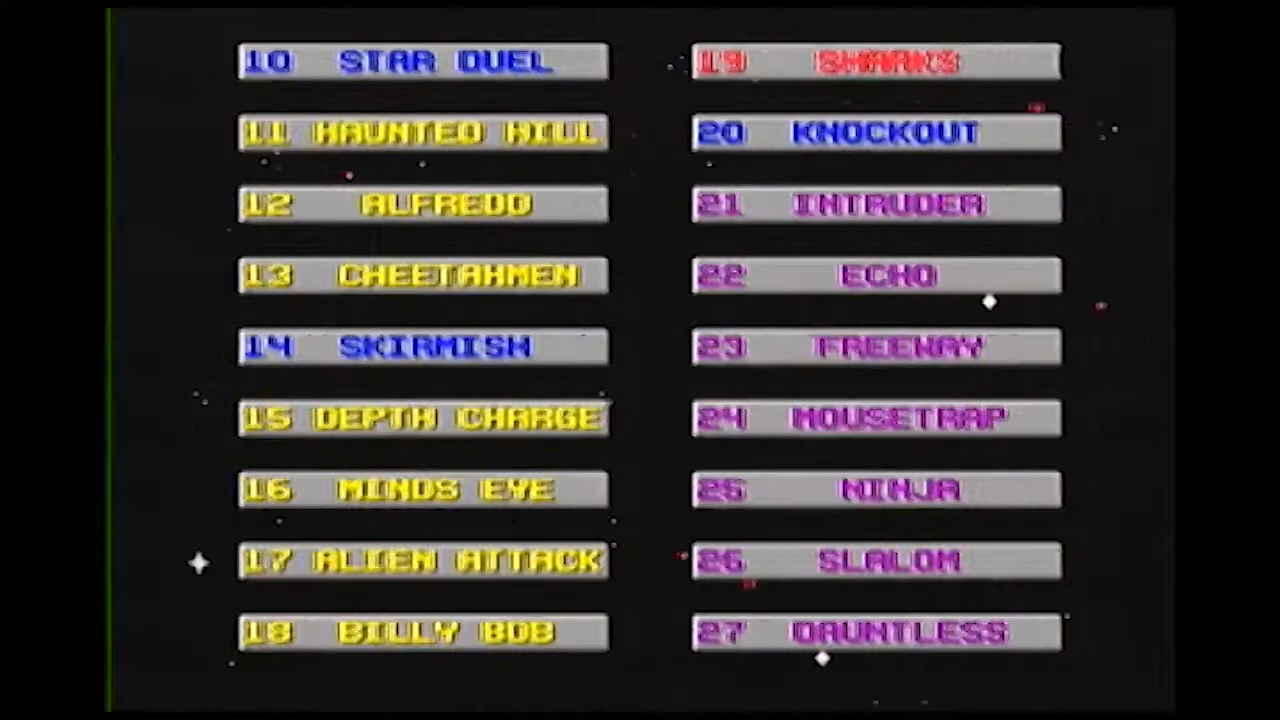 10 STAR DUEL
11 HAUNTED HILL
12 ALFREDO
13 CHEETAHMEN
14 SKIRMISH
15 DEPTH CHARGE
16 MINDS EYE
17 ALIEN ATTACK
18 BILLY BOB
19 SHARKS
20 KNOCKOUT
21 INTRUDER
22 ECHO
23 FREEWAY
24 MOUSETRAP
25 NINJA
26 SLALOM
27 DAUNTLESS